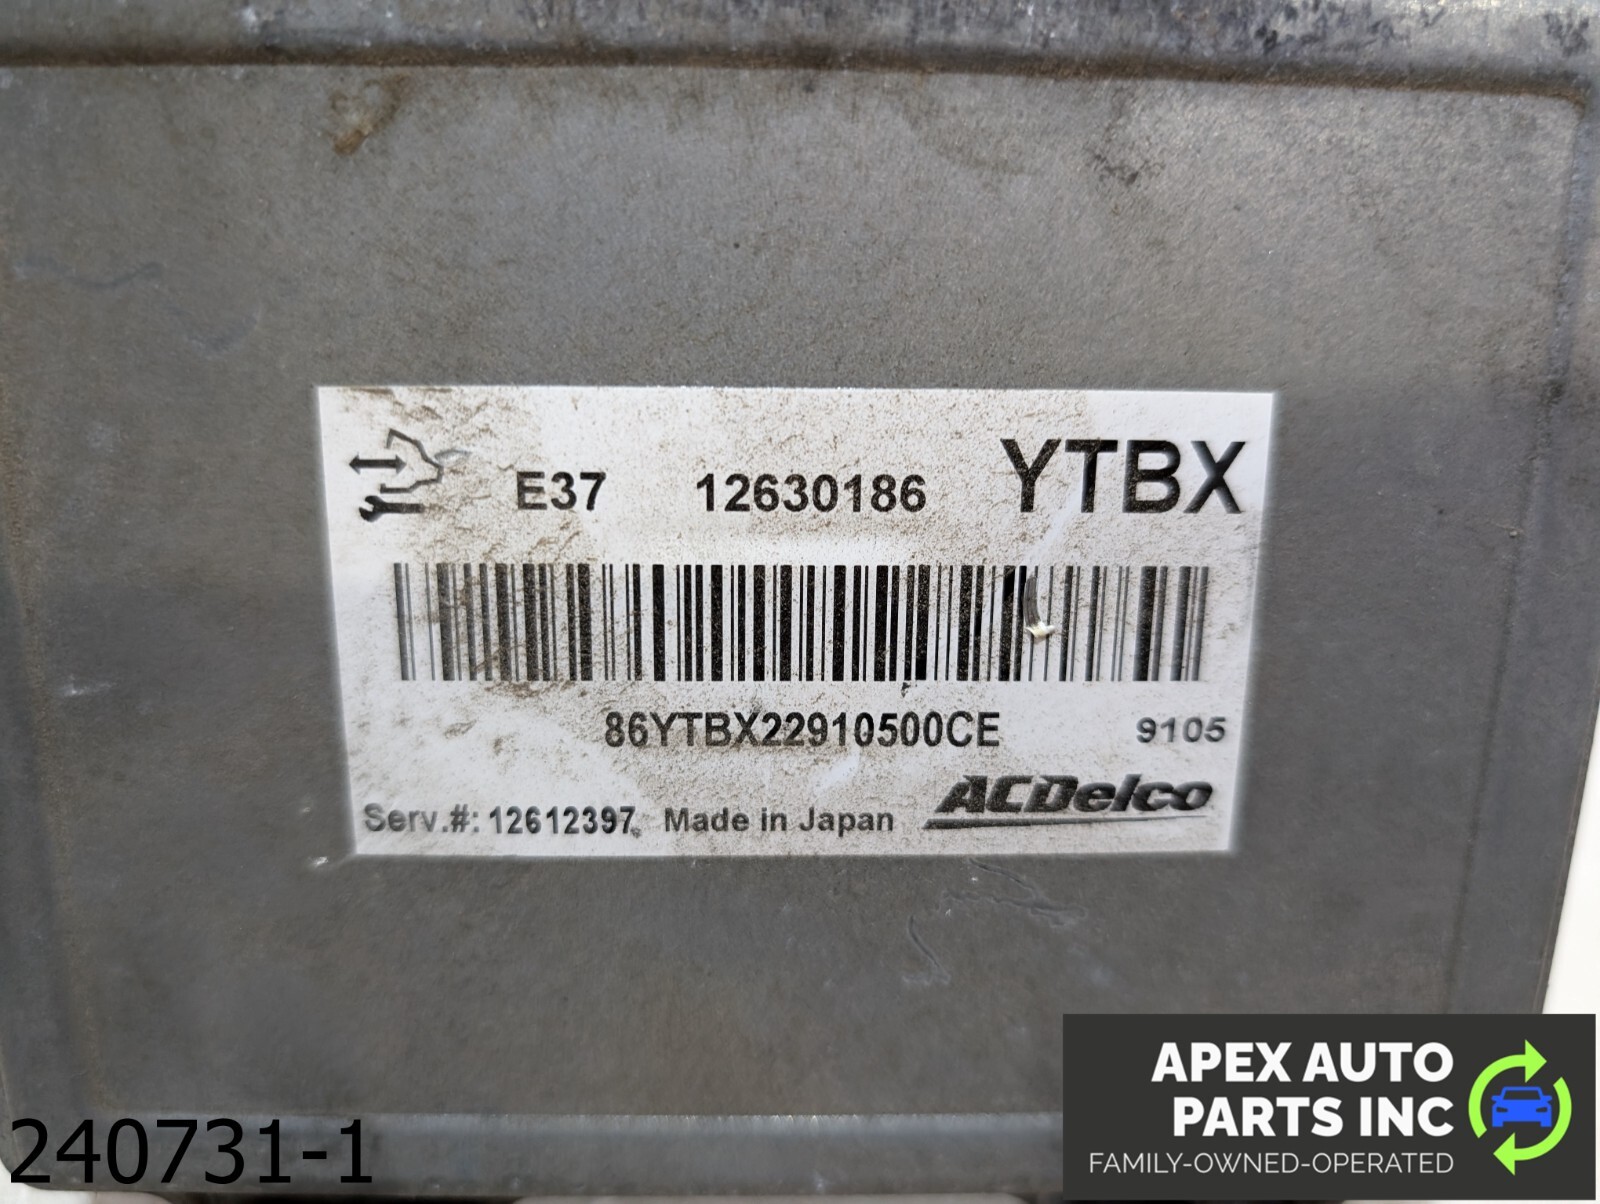 E37 12630186 YTBX
86YTBX22910500CE 9105
Serv.#: 12612397 Made in Japan ACDelco
240731-1
APEX AUTO
PARTS INC
FAMILY-OWNED-OPERATED